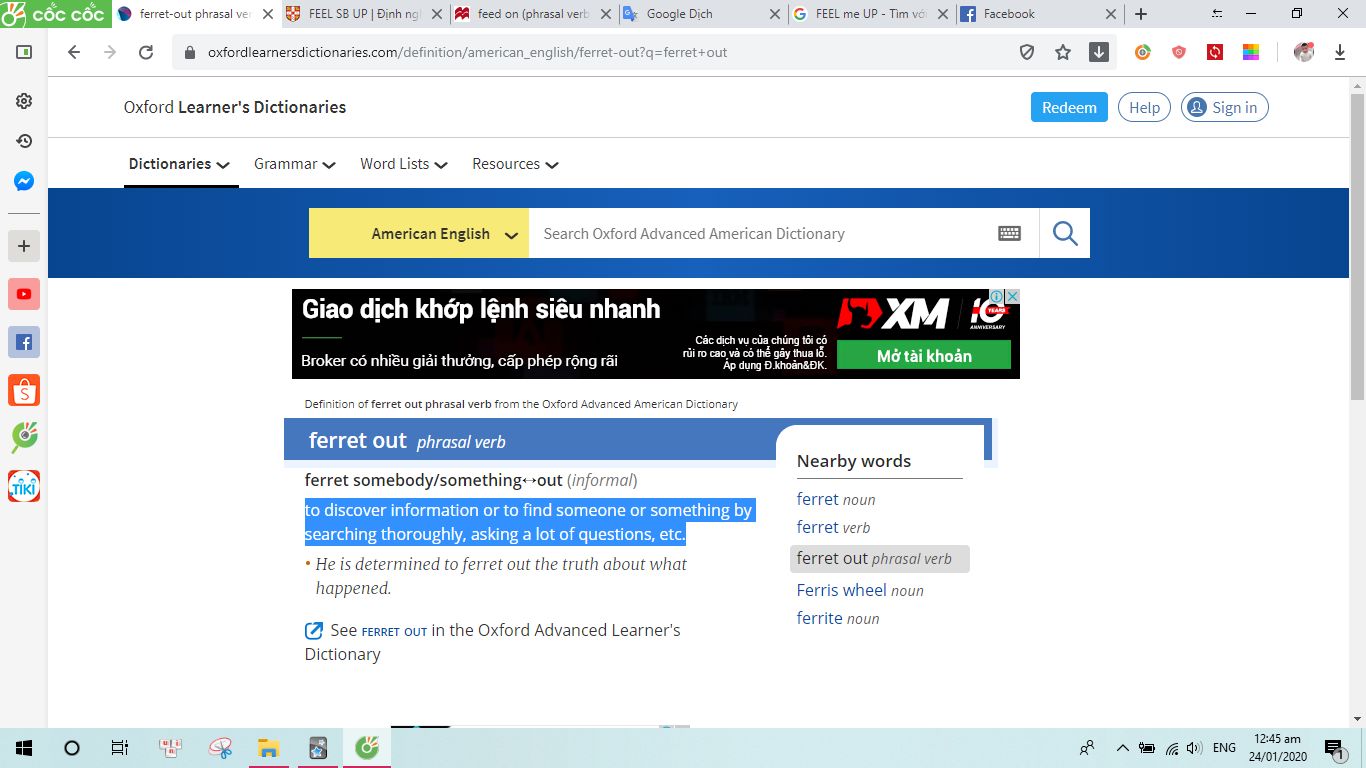 cốc cốc
ferret-out phrasal ver
FEEL SB UP | Định ngh
feed on (phrasal verb
Google Dịch
FEEL me UP - Tìm với
Facebook
oxfordlearnersdictionaries.com/definition/american_english/ferret-out?q=ferret+out
Oxford Learner's Dictionaries
Redeem
Help
Sign in
Dictionaries
Grammar
Word Lists
Resources
American English
Search Oxford Advanced American Dictionary
Giao dịch khớp lệnh siêu nhanh
Broker có nhiều giải thưởng, cấp phép rộng rãi
Các dịch vụ của chúng tôi có
rủi ro cao và có thể gây thua lỗ.
Áp dụng Đ.khoản&ĐK.
XM
10
YEARS
ANNIVERSARY
Mở tài khoản
Definition of ferret out phrasal verb from the Oxford Advanced American Dictionary
ferret out phrasal verb
ferret somebody/something↔out (informal)
to discover information or to find someone or something by
searching thoroughly, asking a lot of questions, etc.
• He is determined to ferret out the truth about what
happened.
See FERRET OUT in the Oxford Advanced Learner's
Dictionary
Nearby words
ferret noun
ferret verb
ferret out phrasal verb
Ferris wheel noun
ferrite noun
TIKI
ENG
12:45 am
24/01/2020
1